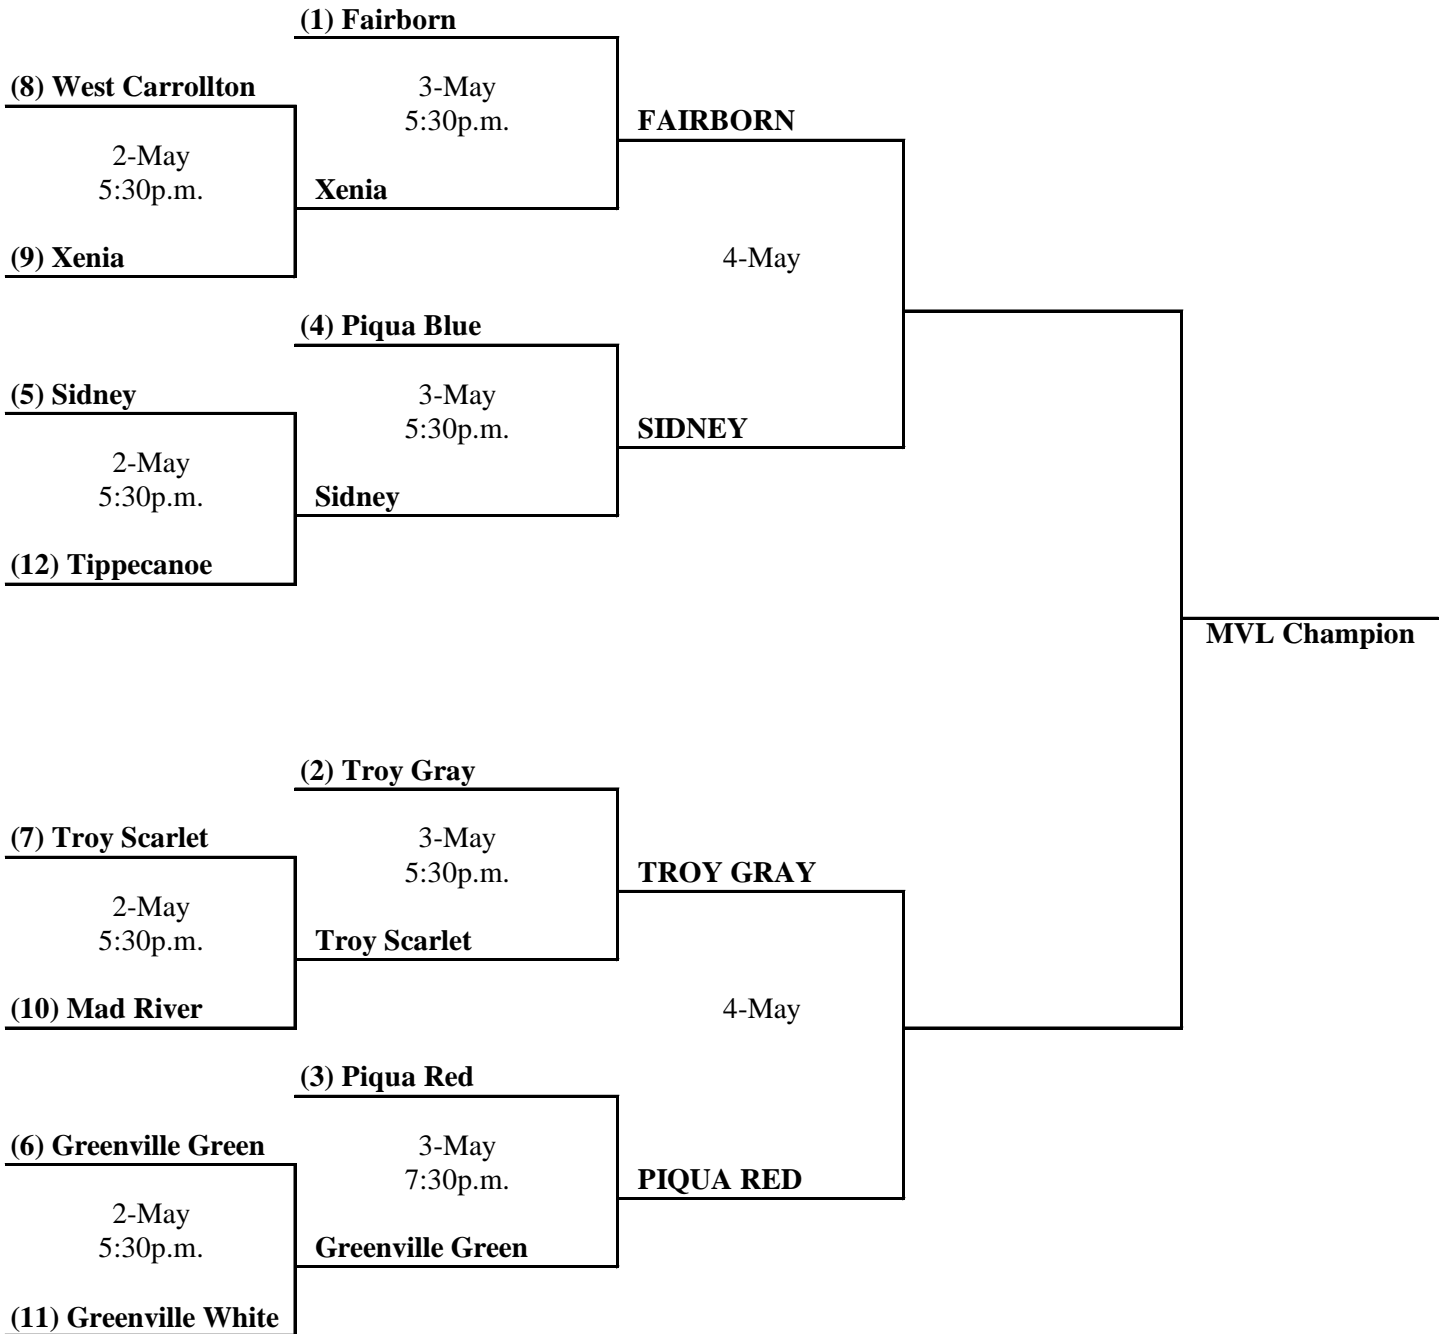 (1) Fairborn
(8) West Carrollton
3-May
5:30p.m.
FAIRBORN
2-May
5:30p.m.
Xenia
(9) Xenia
4-May
(4) Piqua Blue
(5) Sidney
3-May
5:30p.m.
SIDNEY
2-May
5:30p.m.
Sidney
(12) Tippecanoe
MVL Champion
(2) Troy Gray
(7) Troy Scarlet
3-May
5:30p.m.
TROY GRAY
2-May
5:30p.m.
Troy Scarlet
(10) Mad River
4-May
(3) Piqua Red
(6) Greenville Green
3-May
7:30p.m.
PIQUA RED
2-May
5:30p.m.
Greenville Green
(11) Greenville White